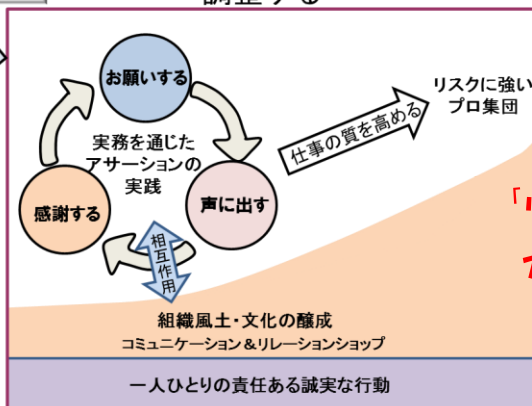 調整する
お願いする
実務を通じた
アサーションの
実践
感謝する
声に出す
相互作用
仕事の質を高める
リスクに強い
プロ集団
組織風土・文化の醸成
コミュニケーション＆リレーションショップ
一人ひとりの責任ある誠実な行動